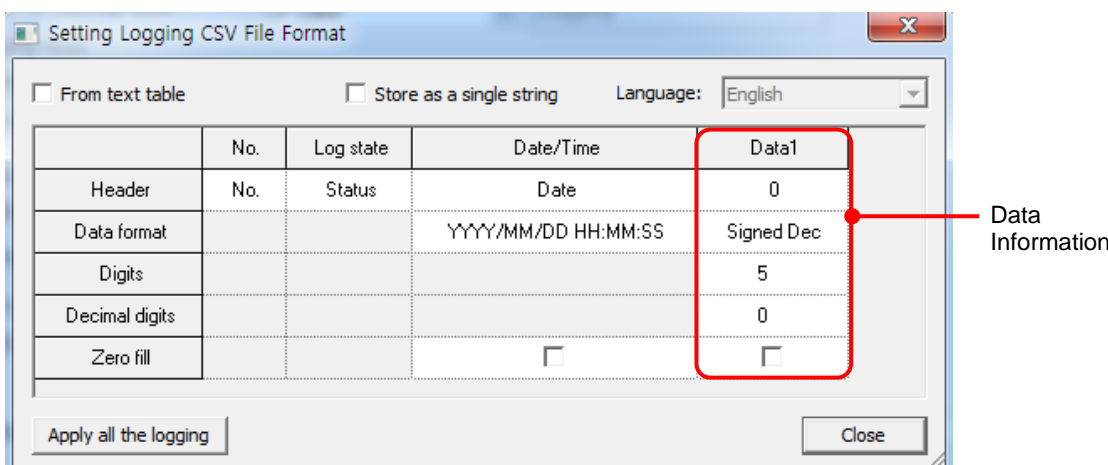 Setting Logging CSV File Format
From text table Store as a single string Language: English
No. Log state Date/Time Data1
Header No. Status Date 0
Data format YYYY/MM/DD HH:MM:SS Signed Dec
Digits 5
Decimal digits 0
Zero fill
Data
Information
Apply all the logging Close